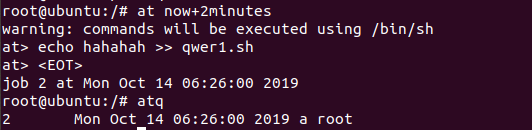 root@ubuntu:/# at now+2minutes
warning: commands will be executed using /bin/sh
at> echo hahahah >> qwer1.sh
at> <EOT>
job 2 at Mon Oct 14 06:26:00 2019
root@ubuntu:/# atq
2       Mon Oct 14 06:26:00 2019 a root